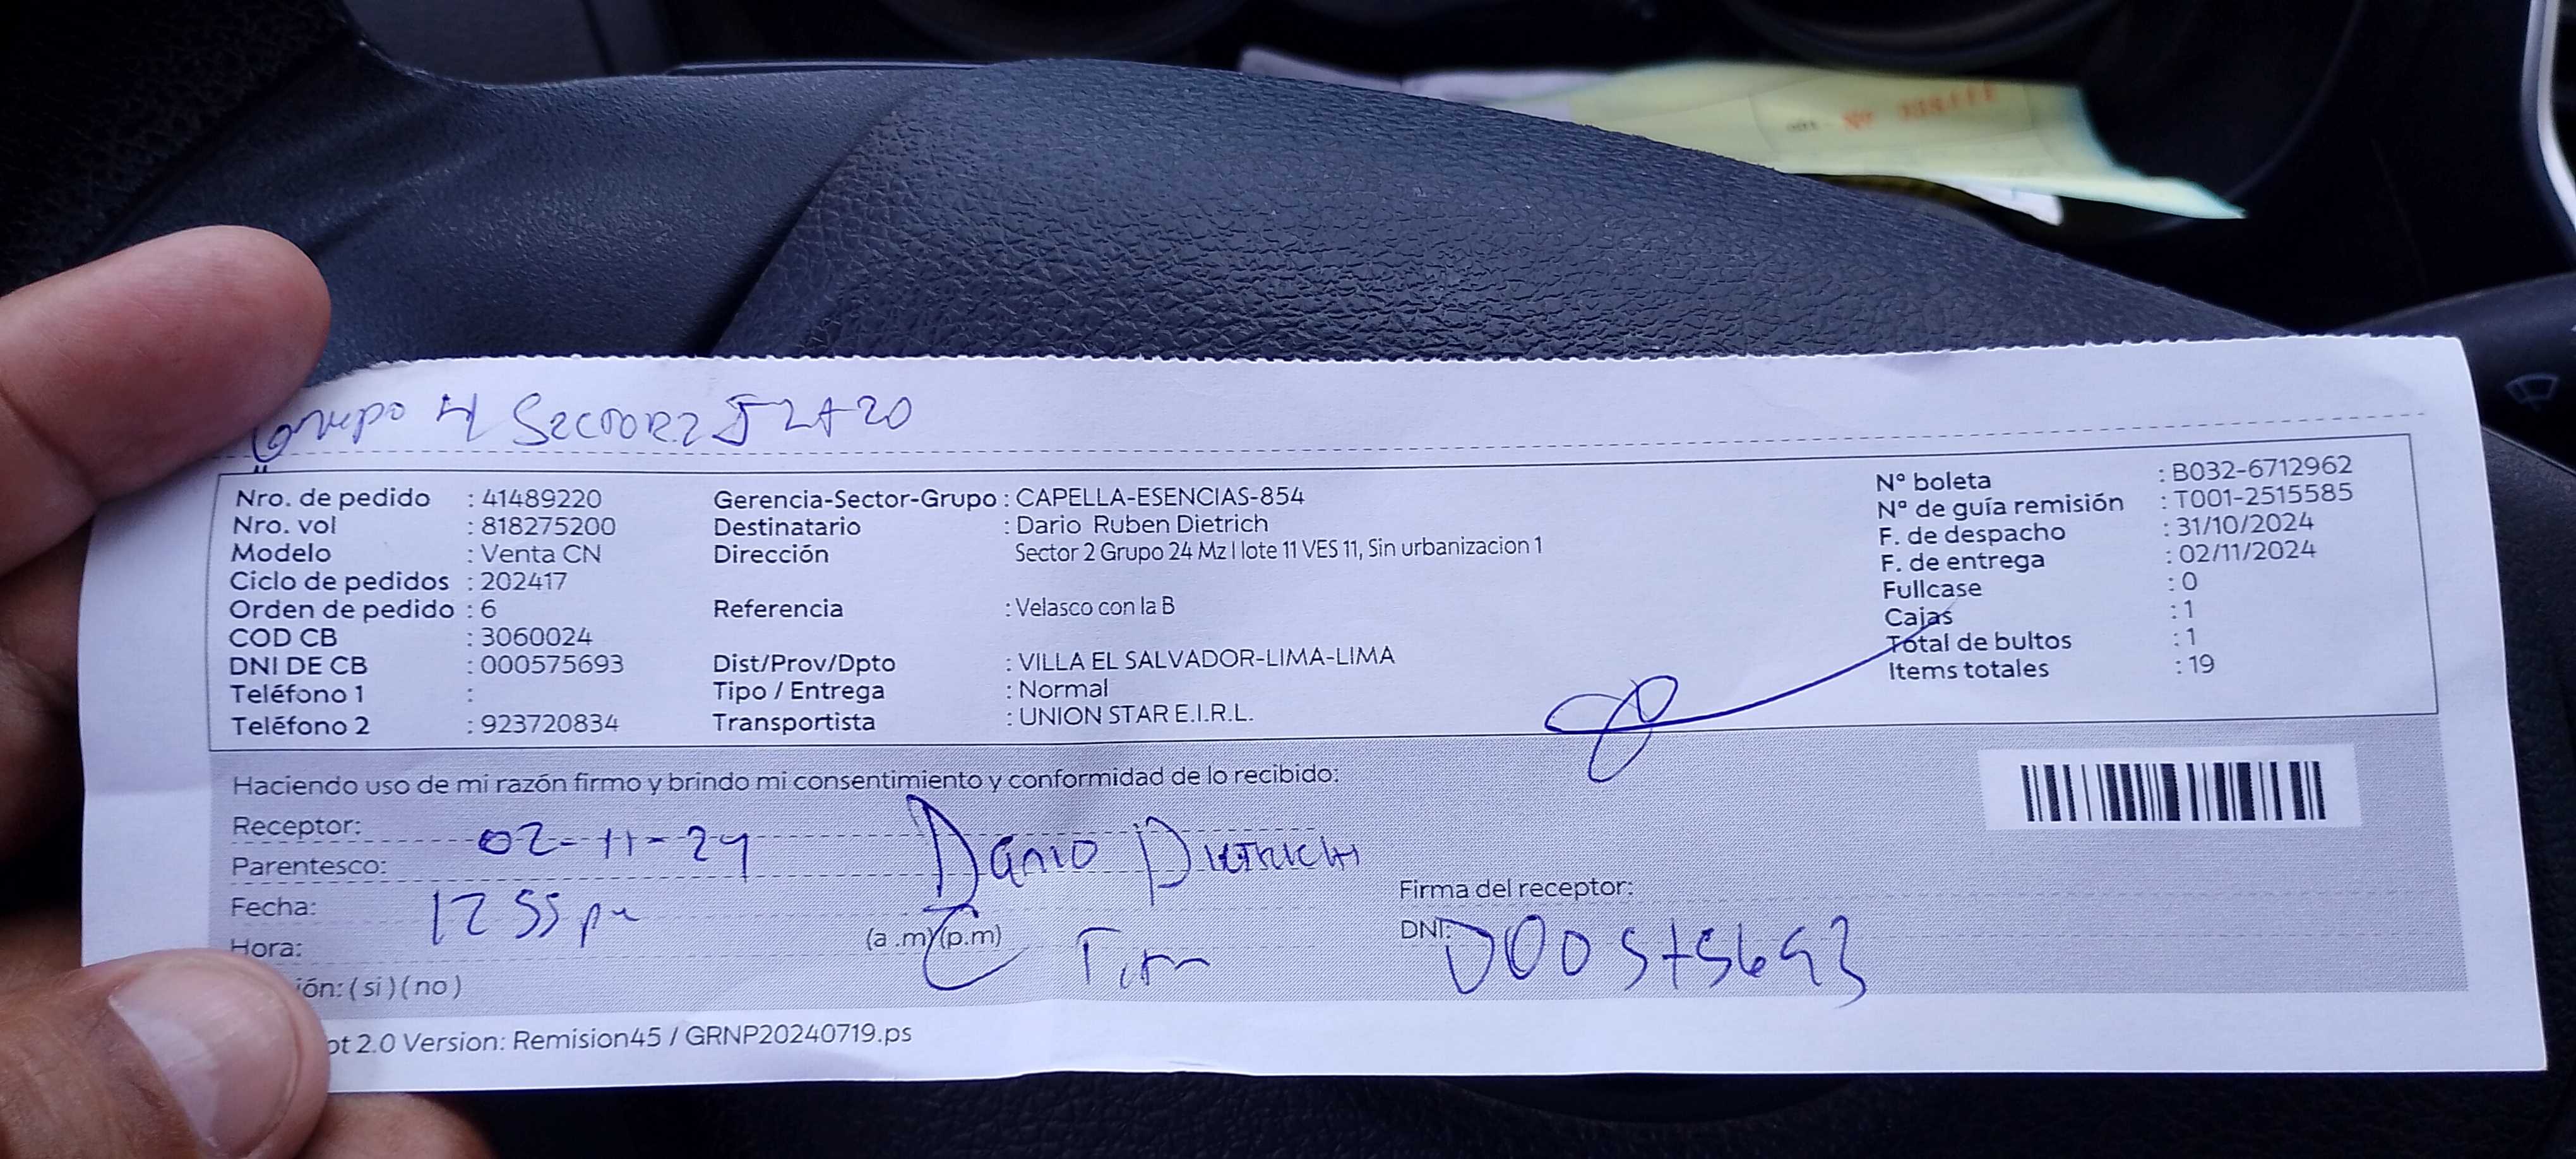 Grupo 4 Sector 2 J L+20
Nro. de pedido : 41489220
Nro. vol : 818275200
Modelo : Venta CN
Ciclo de pedidos : 202417
Orden de pedido : 6
COD CB : 3060024
DNI DE CB : 000575693
Teléfono 1 :
Teléfono 2 : 923720834
Gerencia-Sector-Grupo : CAPELLA-ESENCIAS-854
Destinatario : Dario Ruben Dietrich
Dirección Sector 2 Grupo 24 Mz I lote 11 VES 11, Sin urbanizacion 1
Referencia : Velasco con la B
Dist/Prov/Dpto : VILLA EL SALVADOR-LIMA-LIMA
Tipo / Entrega : Normal
Transportista : UNION STAR E.I.R.L.
N° boleta : B032-6712962
N° de guía remisión : T001-2515585
F. de despacho : 31/10/2024
F. de entrega : 02/11/2024
Fullcase : 0
Cajas : 1
Total de bultos : 1
Items totales : 19
Haciendo uso de mi razón firmo y brindo mi consentimiento y conformidad de lo recibido:
Receptor: 02-11-24 Dario Dietrich
Parentesco:
Fecha: 12 55 pm
Hora: (a .m)(p.m)
Firma del receptor:
DNI: 000575693
ión: ( si ) ( no )
pt 2.0 Version: Remision45 / GRNP20240719.ps